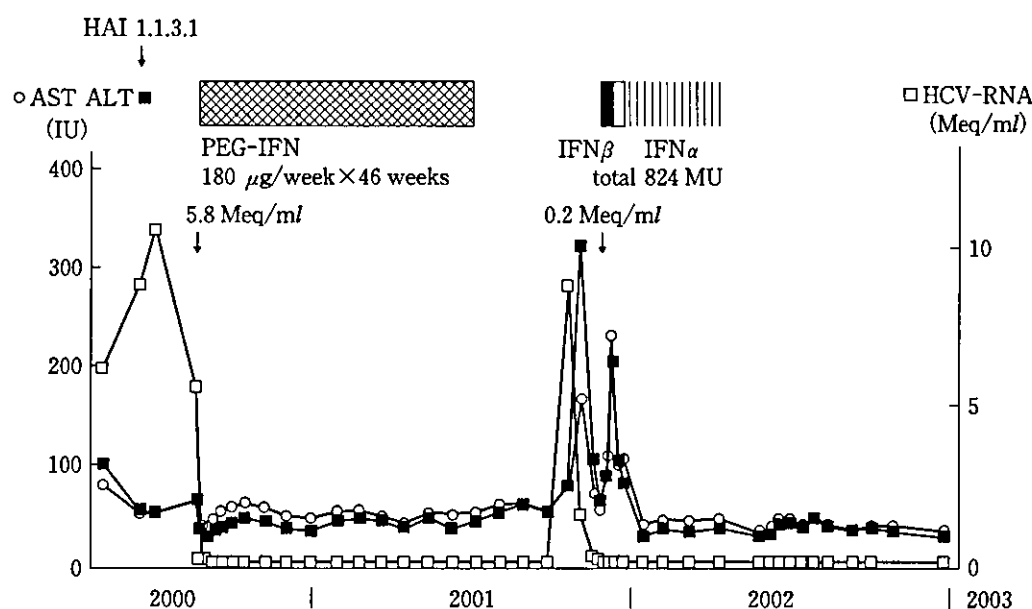 HAI 1.1.3.1
↓
○ AST ALT ■
(IU)
□ HCV-RNA
(Meq/ml)
PEG-IFN
180 μg/week×46 weeks
IFNβ IFNα
total 824 MU
5.8 Meq/ml
↓
0.2 Meq/ml
↓
400
300
200
100
0
10
5
0
2000 | 2001 | 2002 | 2003